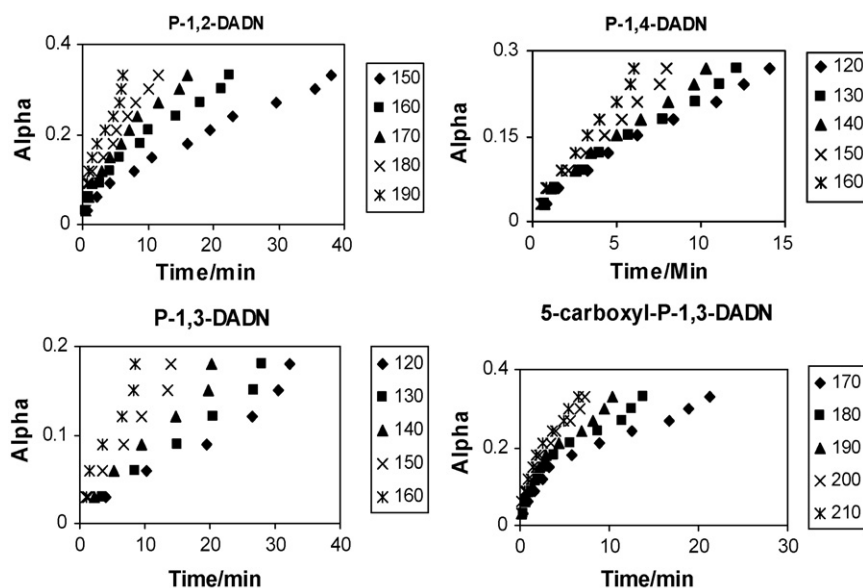 P-1,2-DADN
0.4
0.2
0
Alpha
0 10 20 30 40
Time/min
150
160
170
180
190
P-1,4-DADN
0.3
0.15
0
Alpha
0 5 10 15
Time/Min
120
130
140
150
160
P-1,3-DADN
0.2
0.1
0
Alpha
0 10 20 30 40
Time/min
120
130
140
150
160
5-carboxyl-P-1,3-DADN
0.4
0.2
0
Alpha
0 10 20 30
Time/min
170
180
190
200
210